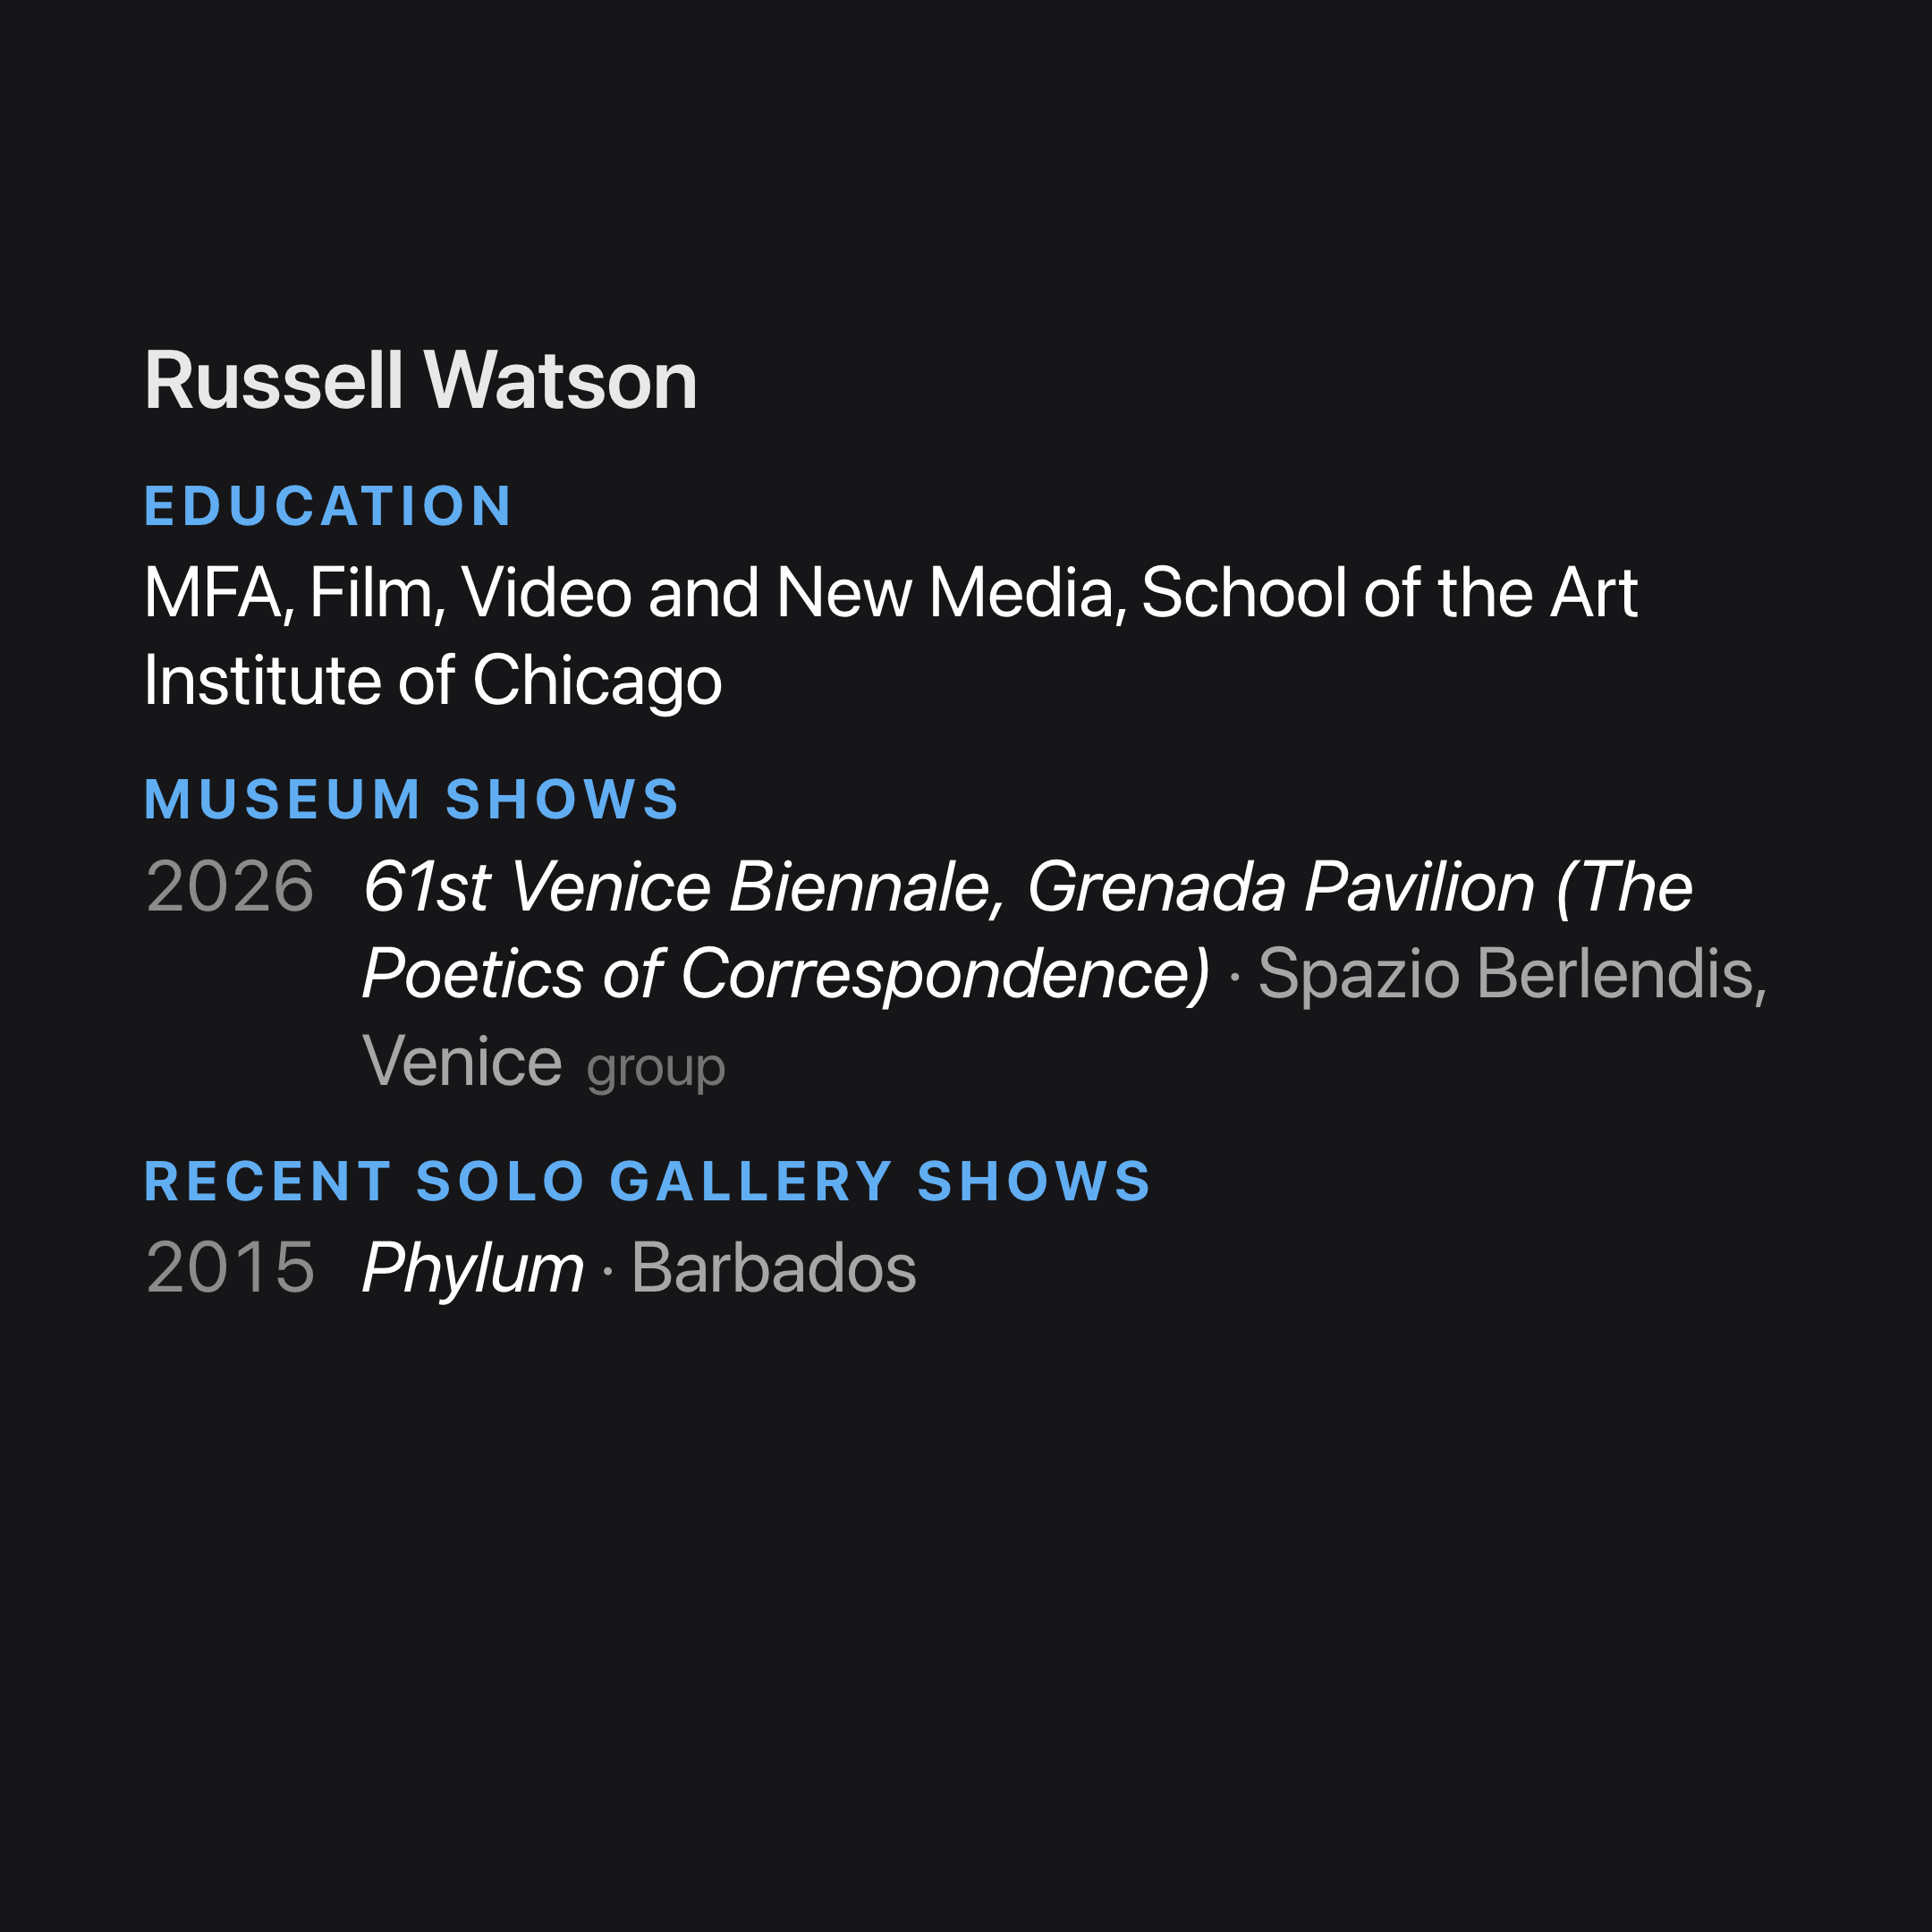 Russell Watson
EDUCATION
MFA, Film, Video and New Media, School of the Art
Institute of Chicago
MUSEUM SHOWS
2026 61st Venice Biennale, Grenada Pavilion (The
Poetics of Correspondence) · Spazio Berlendis,
Venice group
RECENT SOLO GALLERY SHOWS
2015 Phylum · Barbados